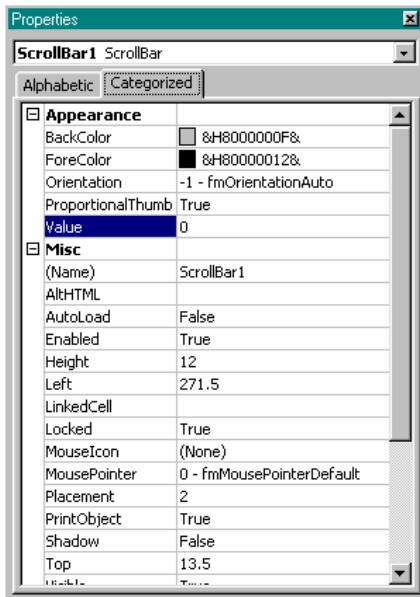 Properties
ScrollBar1 ScrollBar
Alphabetic Categorized
Appearance
BackColor &H8000000F&
ForeColor &H80000012&
Orientation -1 - fmOrientationAuto
ProportionalThumb True
Value 0
Misc
(Name) ScrollBar1
AltHTML
AutoLoad False
Enabled True
Height 12
Left 271.5
LinkedCell
Locked True
MouseIcon (None)
MousePointer 0 - fmMousePointerDefault
Placement 2
PrintObject True
Shadow False
Top 13.5
Visible True